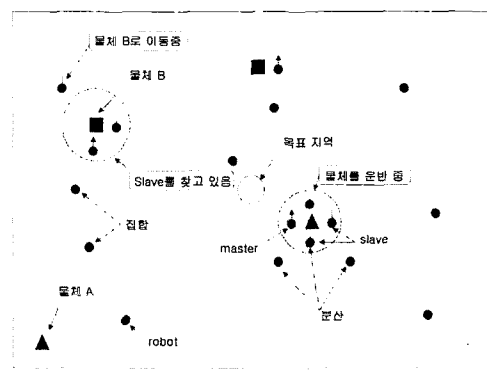 물체 B로 이동중
물체 B
목표 지역
Slave를 찾고 있음
물체를 운반 중
집합
master
slave
물체 A
분산
robot